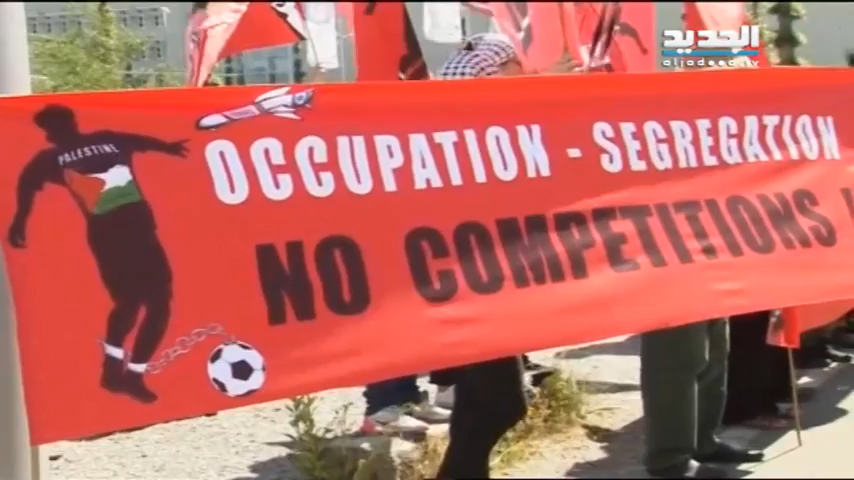 الجديد
aljadeed.tv
PALESTINE
OCCUPATION - SEGREGATION
NO COMPETITIONS